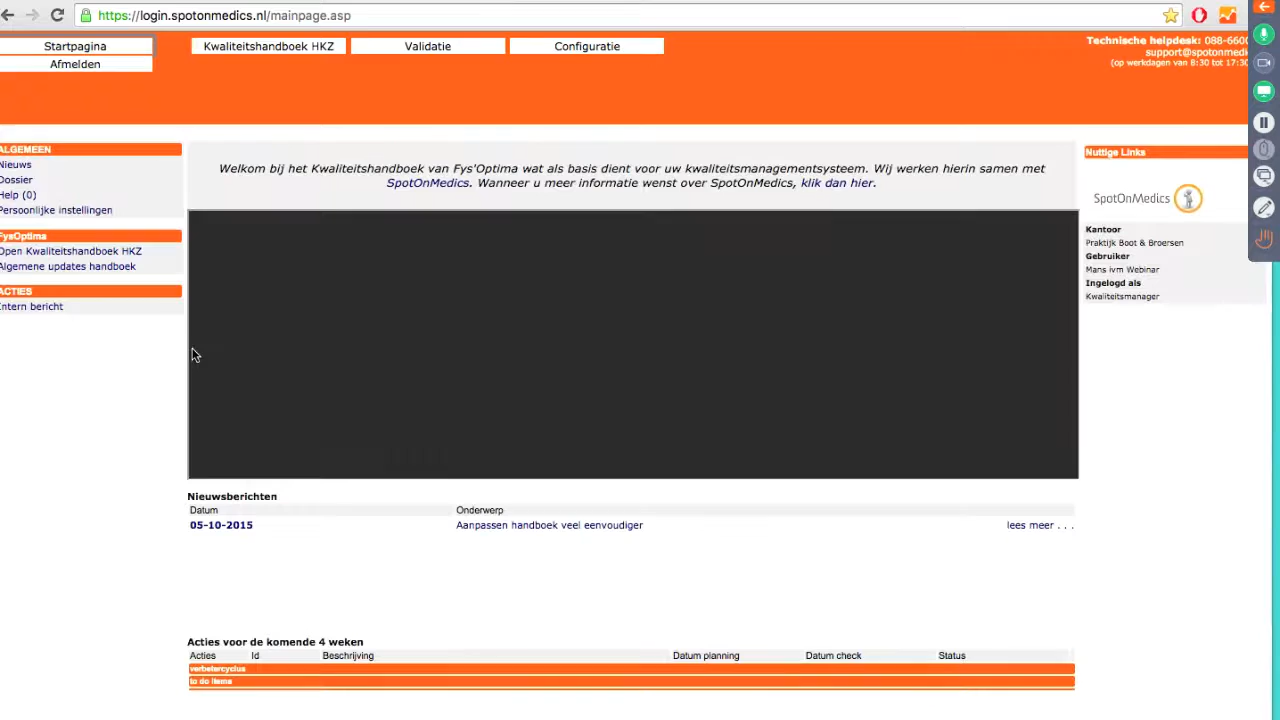 https://login.spotonmedics.nl/mainpage.asp
Startpagina
Afmelden
Kwaliteitshandboek HKZ
Validatie
Configuratie
Technische helpdesk: 088-6600
support@spotonmedi
(op werkdagen van 8:30 tot 17:30
ALGEMEEN
Nieuws
Dossier
Help (0)
Persoonlijke instellingen
FysOptima
Open Kwaliteitshandboek HKZ
Algemene updates handboek
ACTIES
Intern bericht
Welkom bij het Kwaliteitshandboek van Fys'Optima wat als basis dient voor uw kwaliteitsmanagementsysteem. Wij werken hierin samen met
SpotOnMedics. Wanneer u meer informatie wenst over SpotOnMedics, klik dan hier.
Nieuwsberichten
Datum Onderwerp
05-10-2015 Aanpassen handboek veel eenvoudiger lees meer . . .
Acties voor de komende 4 weken
Acties Id Beschrijving Datum planning Datum check Status
verbetercyclus
to do items
Nuttige Links
SpotOnMedics
Kantoor
Praktijk Boot & Broersen
Gebruiker
Mans ivm Webinar
Ingelogd als
Kwaliteitsmanager